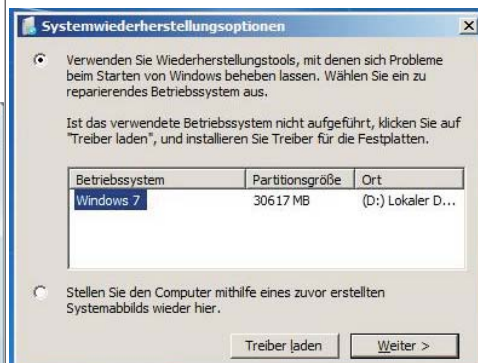 Systemwiederherstellungsoptionen
Verwenden Sie Wiederherstellungstools, mit denen sich Probleme
beim Starten von Windows beheben lassen. Wählen Sie ein zu
reparierendes Betriebssystem aus.
Ist das verwendete Betriebssystem nicht aufgeführt, klicken Sie auf
"Treiber laden", und installieren Sie Treiber für die Festplatten.
Betriebssystem Partitionsgröße Ort
Windows 7 30617 MB (D:) Lokaler D...
Stellen Sie den Computer mithilfe eines zuvor erstellten
Systemabbilds wieder her.
Treiber laden Weiter >